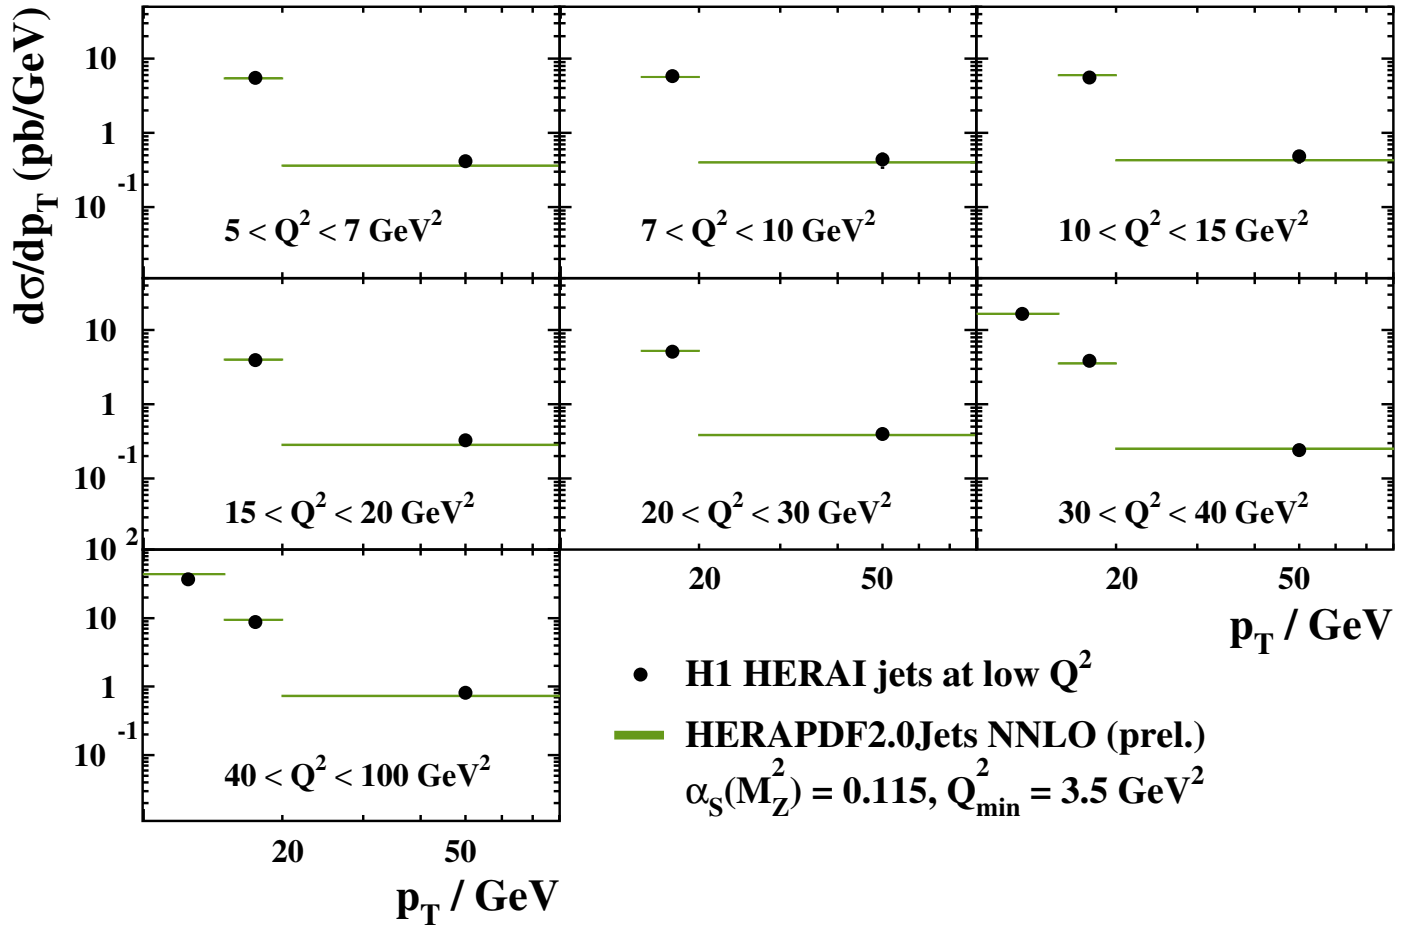 dσ/dp_T (pb/GeV)
10
1
10^-1
5 < Q^2 < 7 GeV^2
7 < Q^2 < 10 GeV^2
10 < Q^2 < 15 GeV^2
10
1
10^-1
15 < Q^2 < 20 GeV^2
20 < Q^2 < 30 GeV^2
30 < Q^2 < 40 GeV^2
10^2
10
1
10^-1
40 < Q^2 < 100 GeV^2
20 50
20 50
p_T / GeV
20 50
p_T / GeV
H1 HERAI jets at low Q^2
HERAPDF2.0Jets NNLO (prel.)
α_S(M_Z^2) = 0.115, Q_min^2 = 3.5 GeV^2